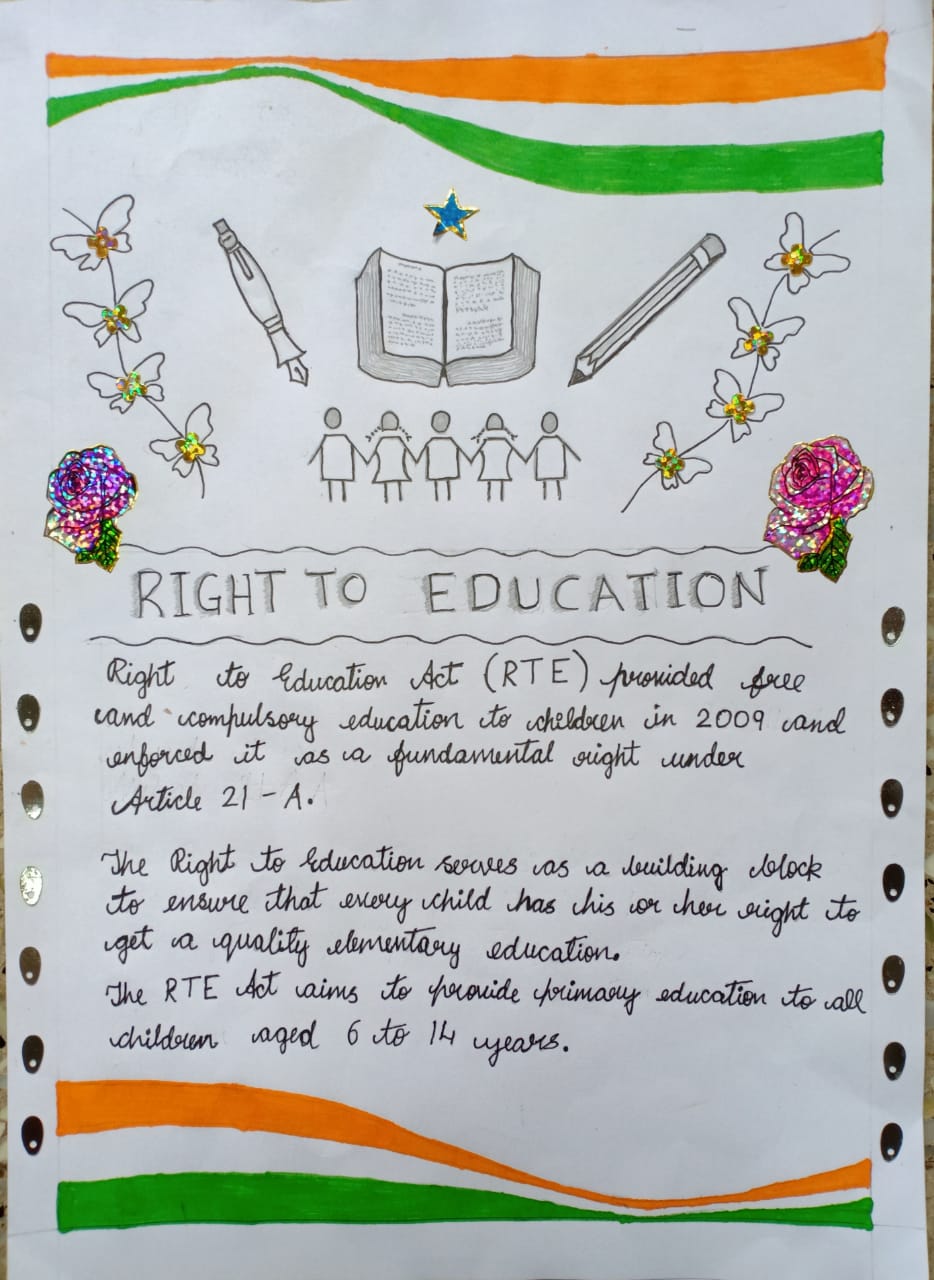 RIGHT TO EDUCATION
Right to Education Act (RTE) provided free
and compulsory education to children in 2009 and
enforced it as a fundamental right under
Article 21-A.
The Right to Education serves as a building block
to ensure that every child has his or her right to
get a quality elementary education.
The RTE Act aims to provide primary education to all
children aged 6 to 14 years.